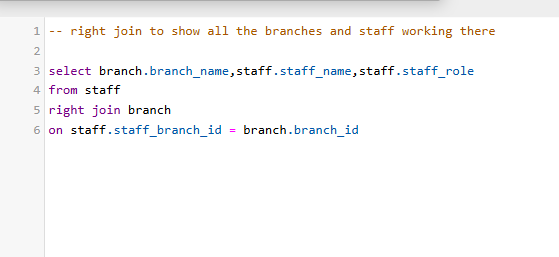 1 -- right join to show all the branches and staff working there
2
3 select branch.branch_name,staff.staff_name,staff.staff_role
4 from staff
5 right join branch
6 on staff.staff_branch_id = branch.branch_id